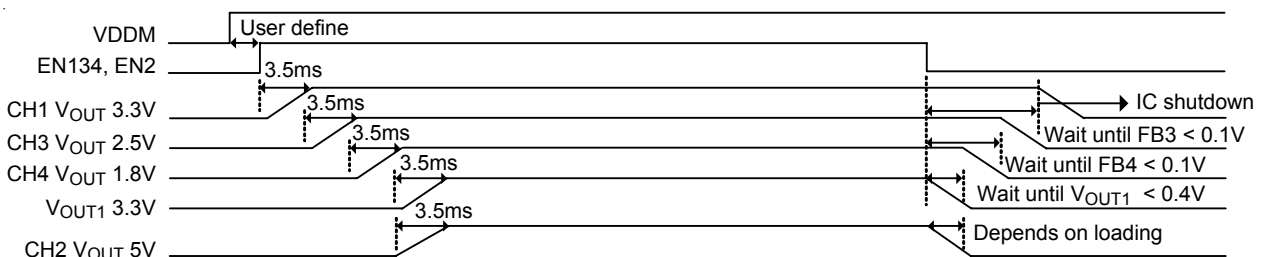 VDDM
User define
EN134, EN2
3.5ms
CH1 VOUT 3.3V
3.5ms
IC shutdown
CH3 VOUT 2.5V
3.5ms
Wait until FB3 < 0.1V
CH4 VOUT 1.8V
3.5ms
Wait until FB4 < 0.1V
VOUT1 3.3V
3.5ms
Wait until VOUT1 < 0.4V
CH2 VOUT 5V
Depends on loading